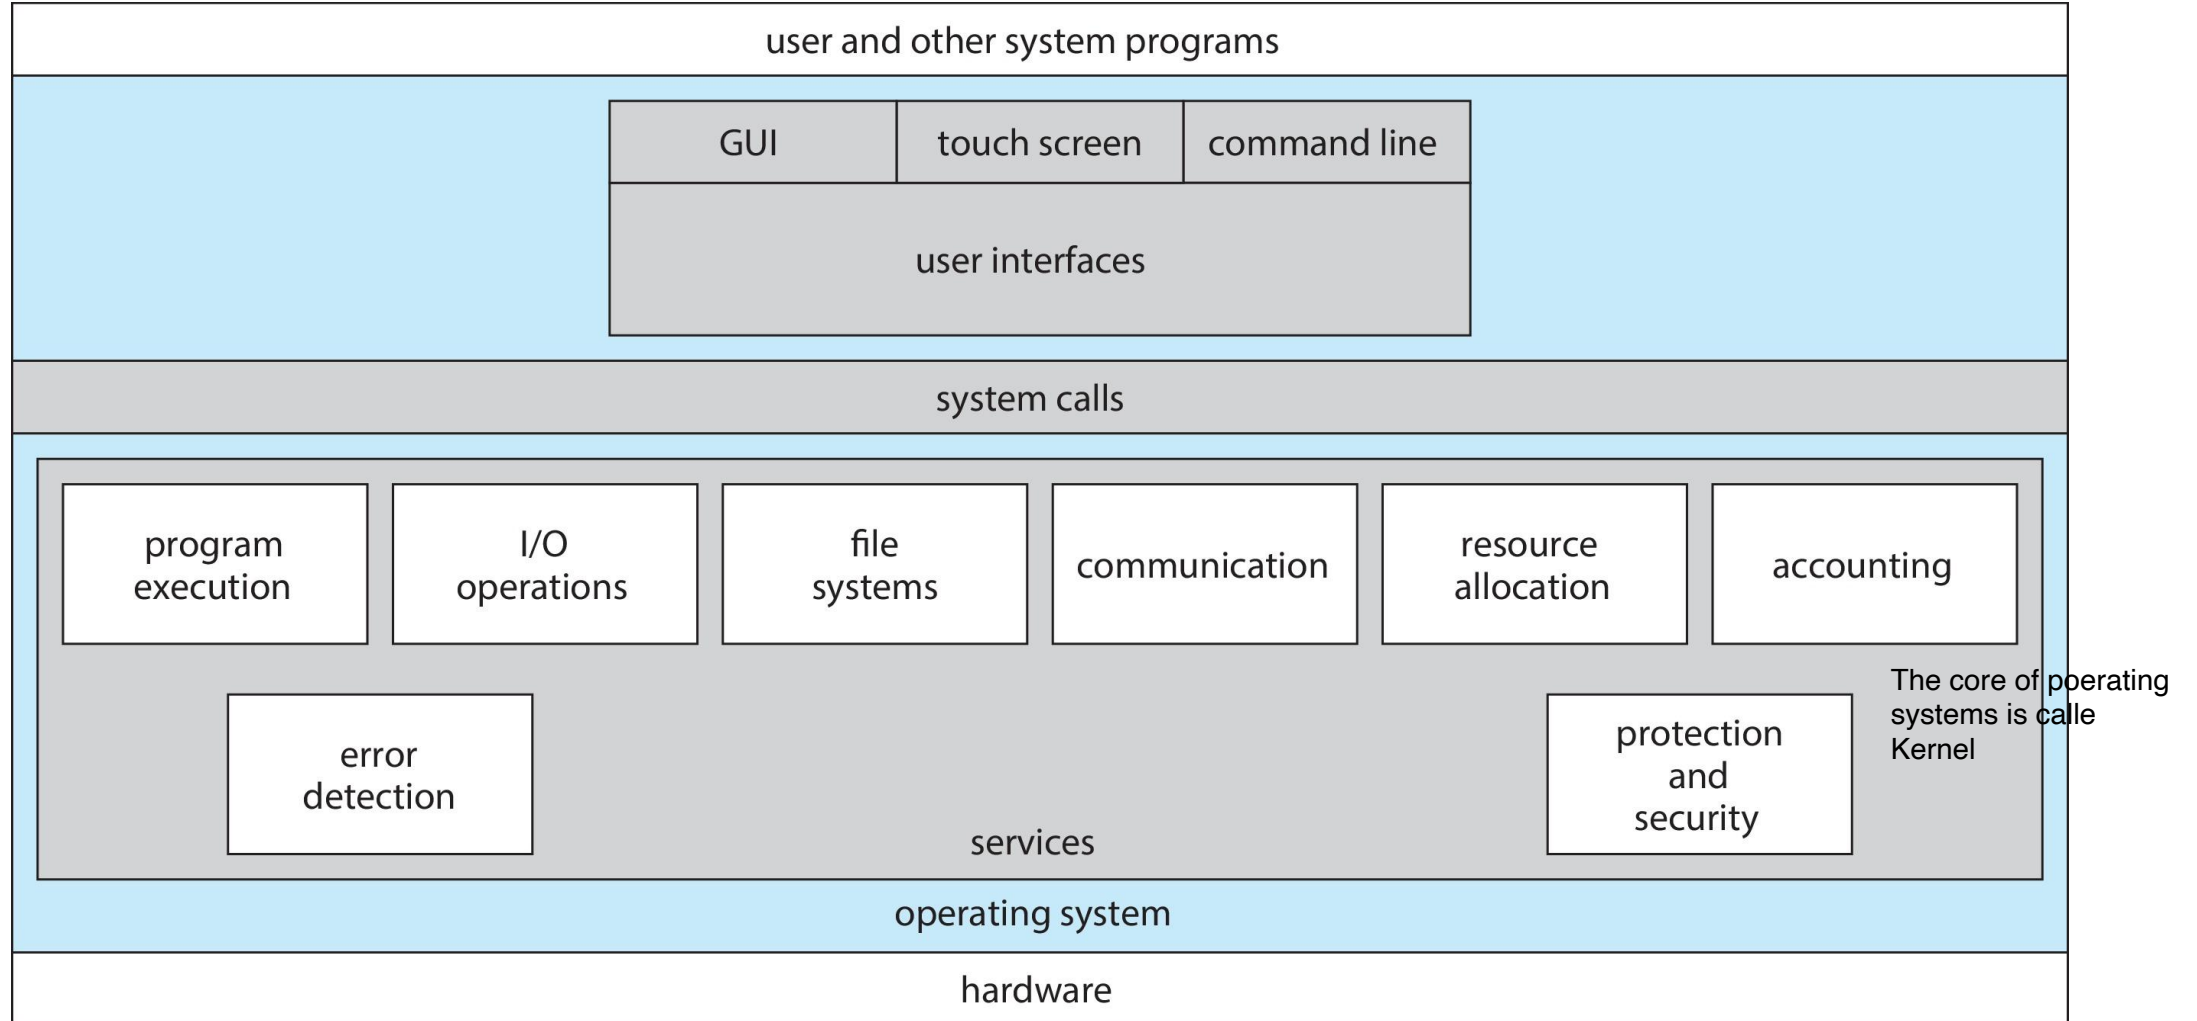 user and other system programs
GUI
touch screen
command line
user interfaces
system calls
program
execution
I/O
operations
file
systems
communication
resource
allocation
accounting
error
detection
protection
and
security
The core of poerating
systems is calle
Kernel
services
operating system
hardware